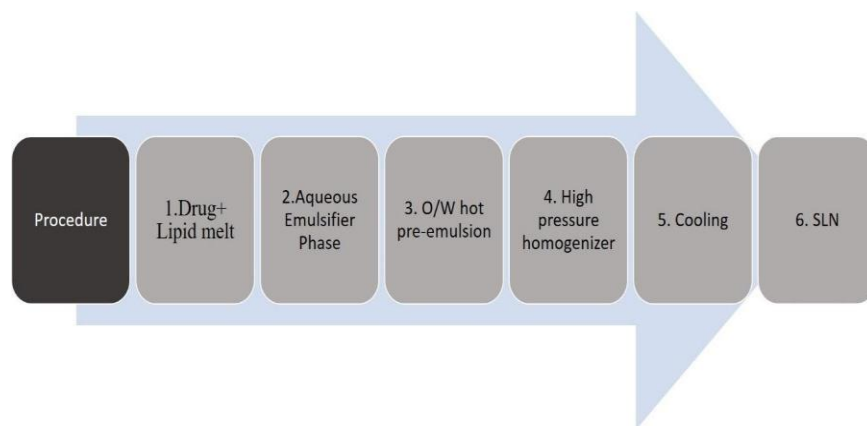 Procedure
1.Drug+
Lipid melt
2.Aqueous
Emulsifier
Phase
3. O/W hot
pre-emulsion
4. High
pressure
homogenizer
5. Cooling
6. SLN